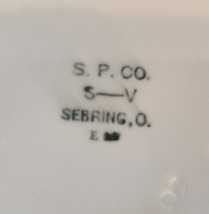 S. P. CO.
S—V
SEBRING, O.
E